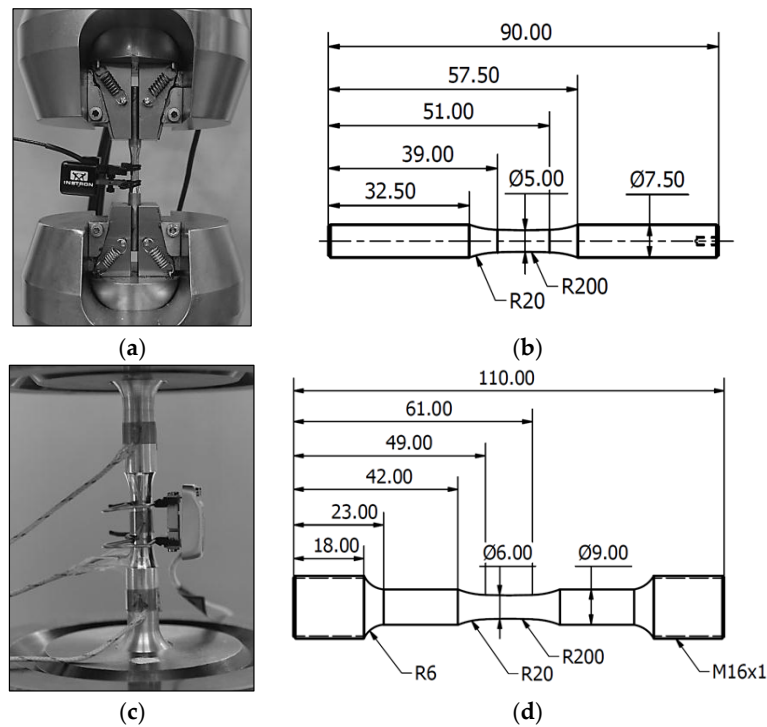 INSTRON
90.00
57.50
51.00
39.00
Ø5.00
Ø7.50
32.50
R20
R200
(a)
(b)
110.00
61.00
49.00
42.00
23.00
Ø6.00
Ø9.00
18.00
R6
R20
R200
M16x1
(c)
(d)